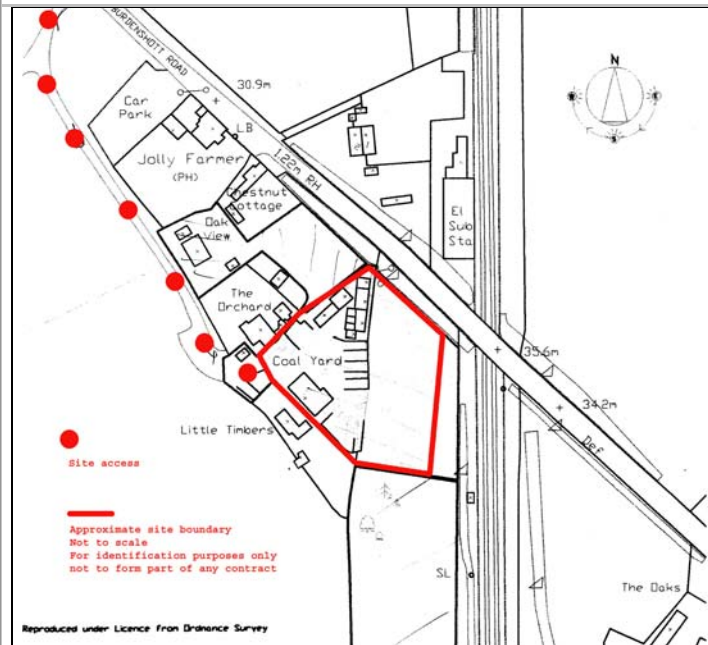 BURDENSHOTT ROAD
30.9m
N
Car
Park
LB
Jolly Farmer
(PH)
1.22m RH
Chestnut
Cottage
Oak
View
El
Sub
Sta
The
Orchard
Coal Yard
35.6m
34.2m
Def
Little Timbers
Site access
Approximate site boundary
Not to scale
For identification purposes only
not to form part of any contract
SL
The Oaks
Reproduced under Licence from Ordnance Survey